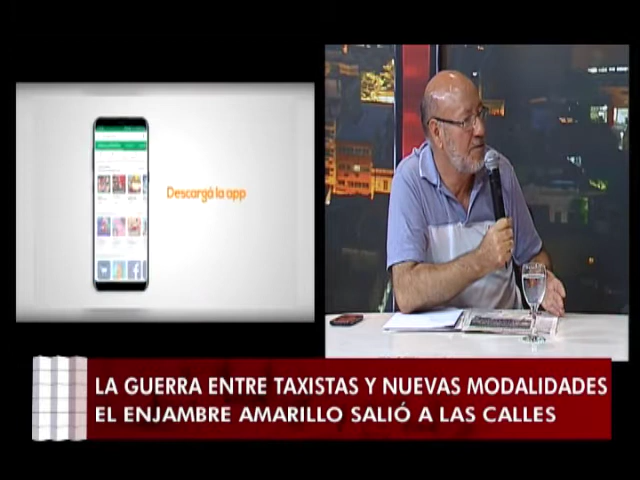 Descargá la app
LA GUERRA ENTRE TAXISTAS Y NUEVAS MODALIDADES
EL ENJAMBRE AMARILLO SALIÓ A LAS CALLES